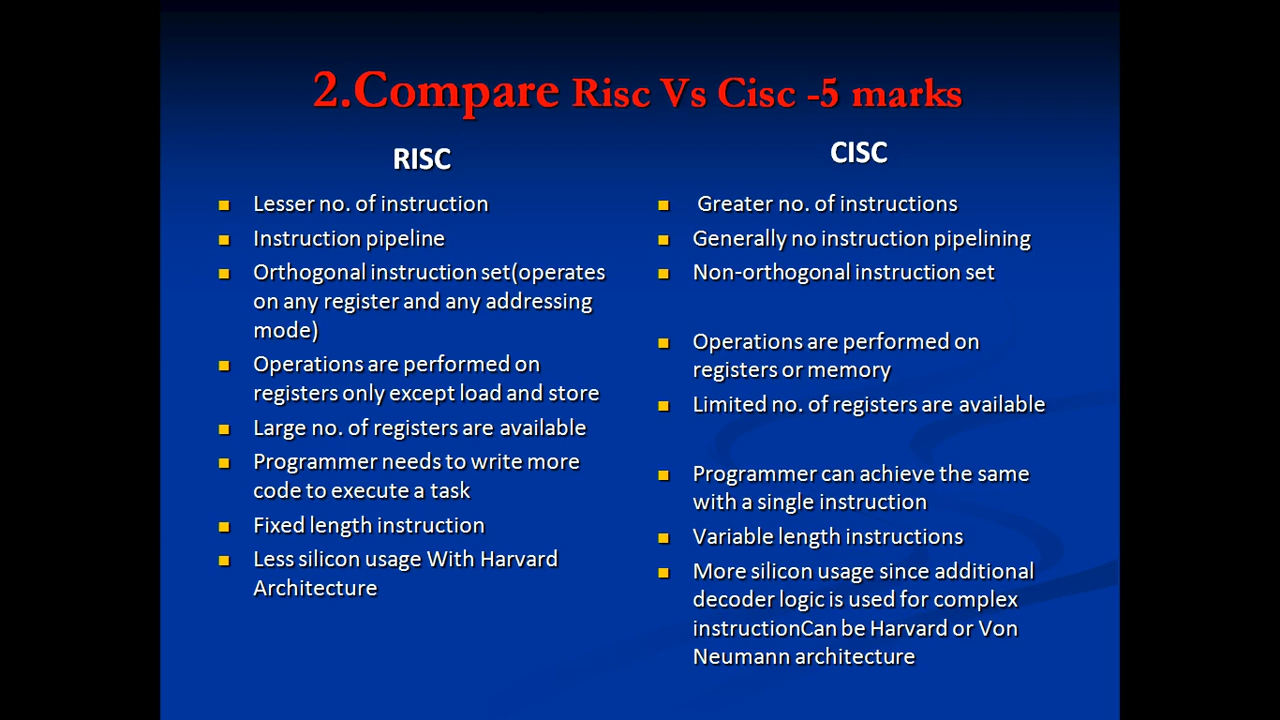 2.Compare Risc Vs Cisc -5 marks
RISC
Lesser no. of instruction
Instruction pipeline
Orthogonal instruction set(operates
on any register and any addressing
mode)
Operations are performed on
registers only except load and store
Large no. of registers are available
Programmer needs to write more
code to execute a task
Fixed length instruction
Less silicon usage With Harvard
Architecture
CISC
Greater no. of instructions
Generally no instruction pipelining
Non-orthogonal instruction set
Operations are performed on
registers or memory
Limited no. of registers are available
Programmer can achieve the same
with a single instruction
Variable length instructions
More silicon usage since additional
decoder logic is used for complex
instructionCan be Harvard or Von
Neumann architecture